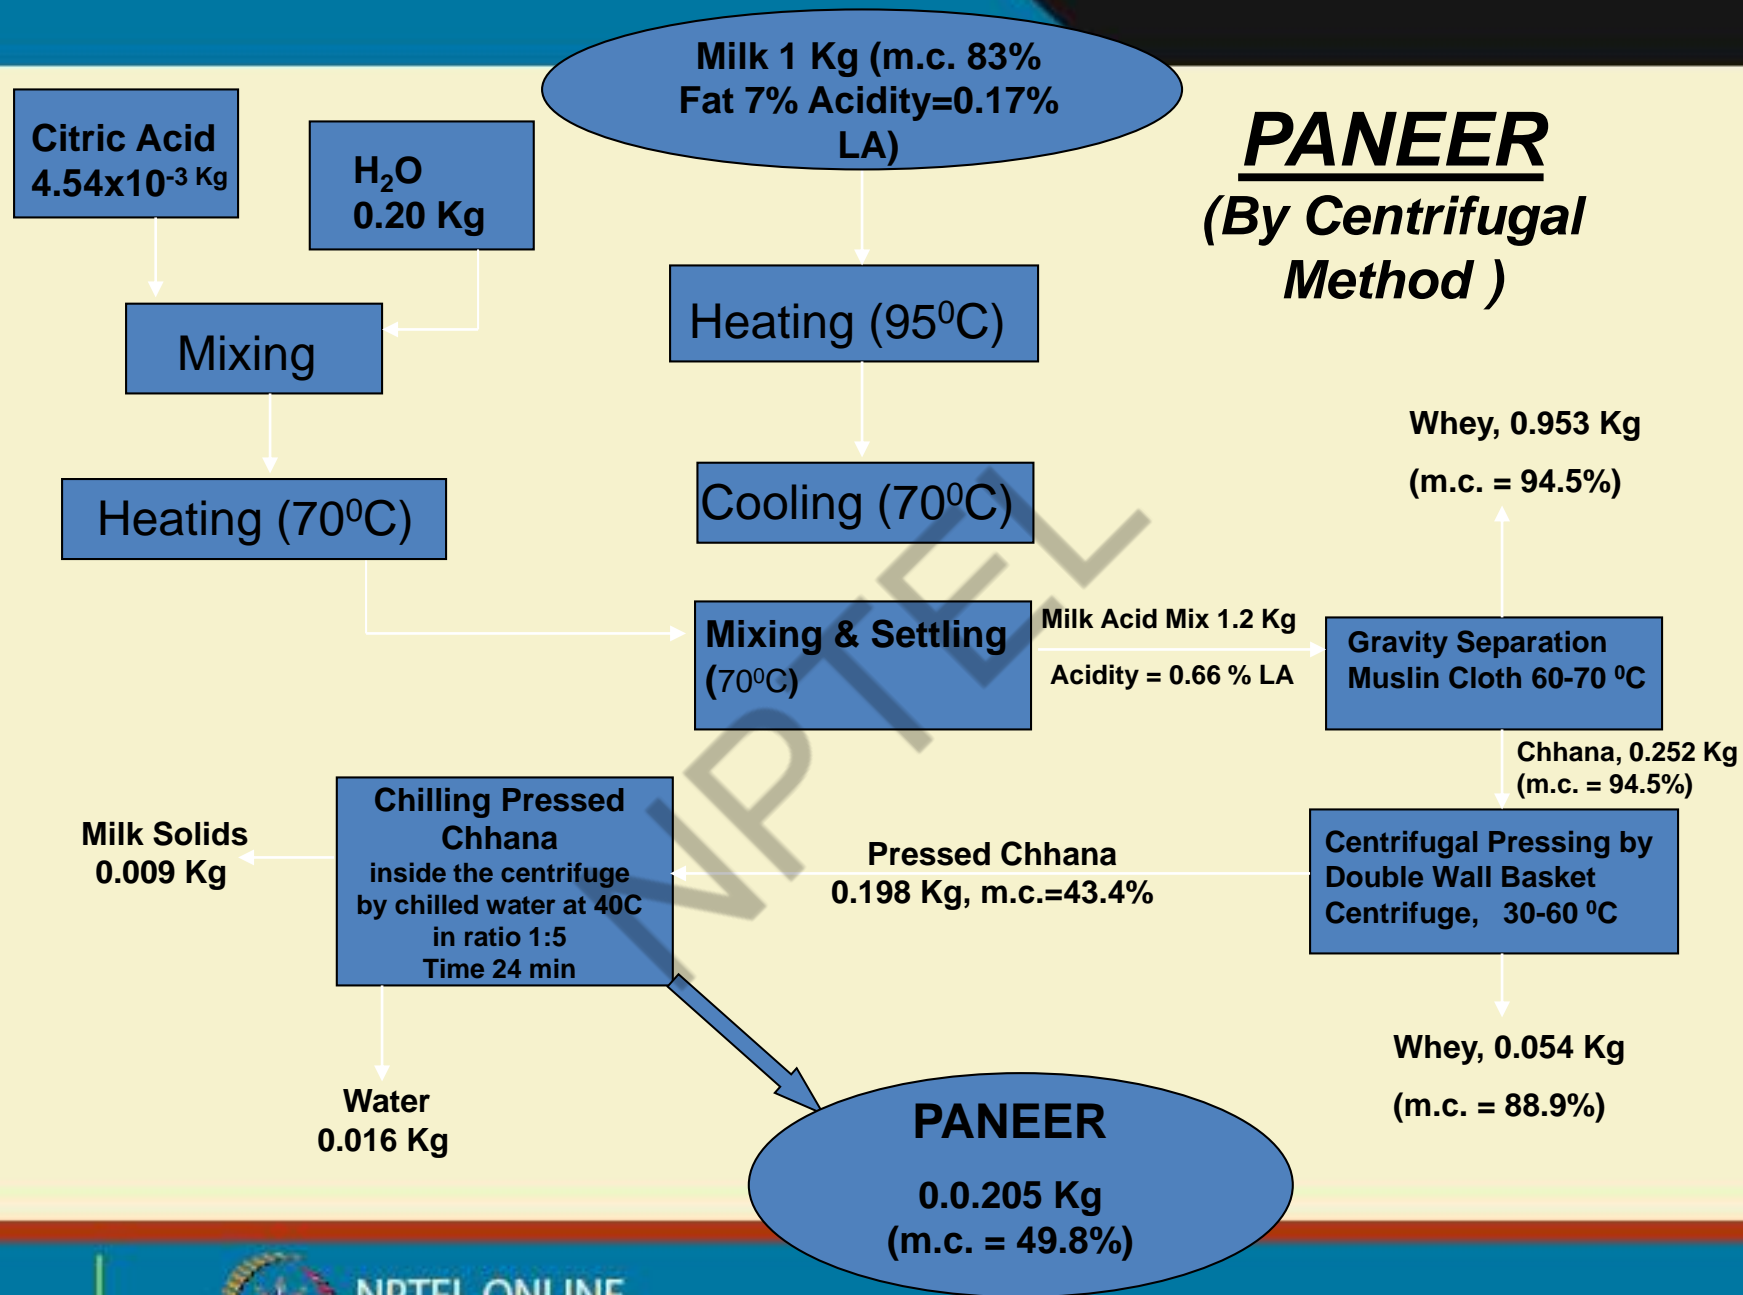 Milk 1 Kg (m.c. 83%
Fat 7% Acidity=0.17%
LA)
PANEER
(By Centrifugal
Method )
Citric Acid
4.54x10-3 Kg
H2O
0.20 Kg
Mixing
Heating (70⁰C)
Heating (95⁰C)
Cooling (70⁰C)
Mixing & Settling
(70⁰C)
Milk Acid Mix 1.2 Kg
Acidity = 0.66 % LA
Whey, 0.953 Kg
(m.c. = 94.5%)
Gravity Separation
Muslin Cloth 60-70 ⁰C
Chhana, 0.252 Kg
(m.c. = 94.5%)
Centrifugal Pressing by
Double Wall Basket
Centrifuge, 30-60 ⁰C
Whey, 0.054 Kg
(m.c. = 88.9%)
Pressed Chhana
0.198 Kg, m.c.=43.4%
Chilling Pressed
Chhana
inside the centrifuge
by chilled water at 40C
in ratio 1:5
Time 24 min
Milk Solids
0.009 Kg
Water
0.016 Kg
PANEER
0.0.205 Kg
(m.c. = 49.8%)
NPTEL
NPTEL ONLINE